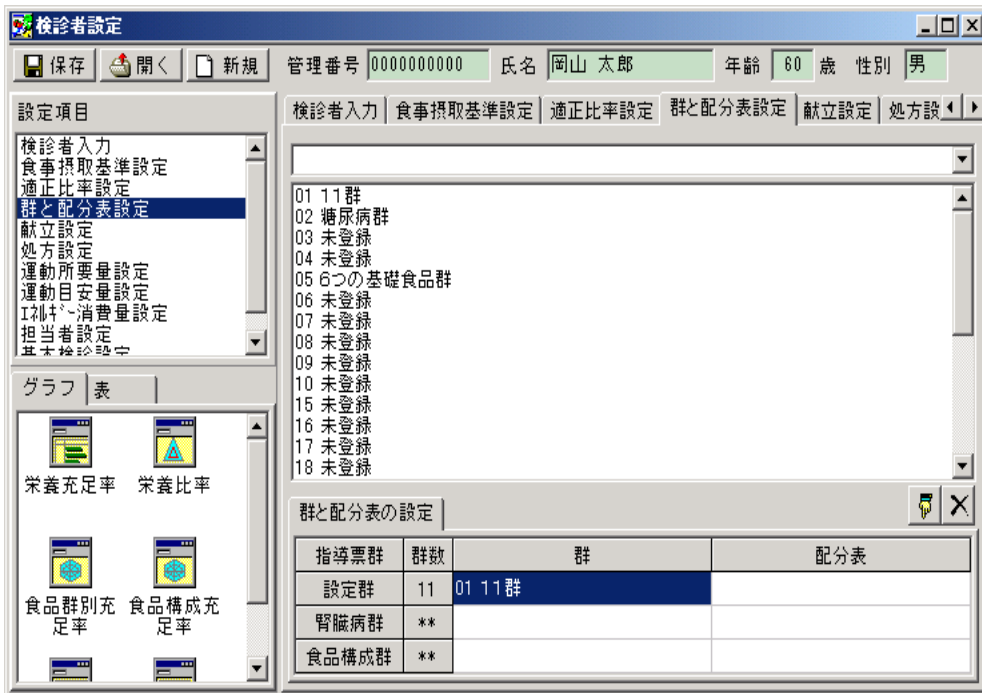 検診者設定
保存 開く 新規 管理番号 0000000000 氏名 岡山 太郎 年齢 60 歳 性別 男
設定項目
検診者入力
食事摂取基準設定
適正比率設定
群と配分表設定
献立設定
処方設定
運動所要量設定
運動目安量設定
ｴﾈﾙｷﾞｰ消費量設定
担当者設定
基本検診設定
グラフ 表
栄養充足率 栄養比率
食品群別充足率 食品構成充足率
検診者入力 食事摂取基準設定 適正比率設定 群と配分表設定 献立設定 処方設
01 11群
02 糖尿病群
03 未登録
04 未登録
05 6つの基礎食品群
06 未登録
07 未登録
08 未登録
09 未登録
10 未登録
15 未登録
16 未登録
17 未登録
18 未登録
群と配分表の設定
指導票群 群数 群 配分表
設定群 11 01 11群
腎臓病群 **
食品構成群 **